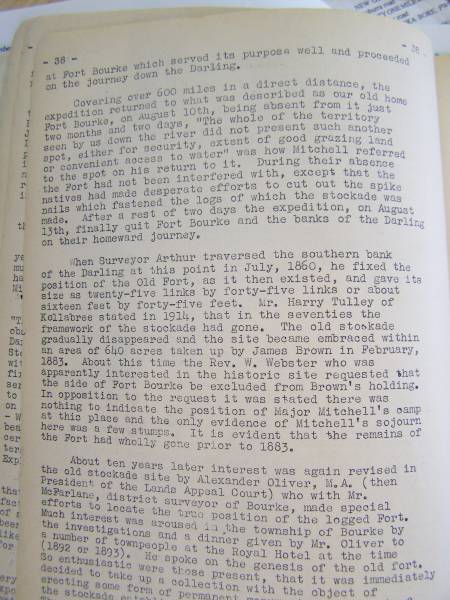 - 38 -
at Fort Bourke which served its purpose well and proceeded
on the journey down the Darling.
Covering over 600 miles in a direct distance, the
expedition returned to what was described as our old home
Fort Bourke, on August 10th, being absent from it just
two months and two days, "The whole of the territory
seen by us down the river did not present such another
spot, either for security, extent of good grazing land
or convenient access to water" was how Mitchell referred
to the spot on his return to it. During their absence
the Fort had not been interfered with, except that the
natives had made desperate efforts to cut out the spike
nails which fastened the logs of which the stockade was
made. After a rest of two days the expedition, on August
13th, finally quit Fort Bourke and the banks of the Darling
on their homeward journey.
When Surveyor Arthur traversed the southern bank
of the Darling at this point in July, 1860, he fixed the
position of the Old Fort, as it then existed, and gave its
size as twenty-five links by forty-five links or about
sixteen feet by forty-five feet. Mr. Harry Tulley of
Kollabree stated in 1914, that in the seventies the
framework of the stockade had gone. The old stockade
gradually disappeared and the site became embraced within
an area of 640 acres taken up by James Brown in February,
1883. About this time the Rev. W. Webster who was
apparently interested in the historic site requested that
the side of Fort Bourke be excluded from Brown's holding.
In opposition to the request it was stated there was
nothing to indicate the position of Major Mitchell's camp
at this place and the only evidence of Mitchell's sojourn
here was a few stumps. It is evident that the remains of
the Fort had wholly gone prior to 1883.
About ten years later interest was again revised in
the old stockade site by Alexander Oliver, M.A. (then
President of the Lands Appeal Court) who with Mr.
McFarlane, district surveyor of Bourke, made special
efforts to locate the true position of the logged Fort.
Much interest was aroused in the township of Bourke by
the investigations and a dinner given by Mr. Oliver to
a number of townpeople at the Royal Hotel at the time
(1892 or 1893). He spoke on the genesis of the old fort.
So enthusiastic were those present, that it was immediately
decided to take up a collection with the object of
erecting some form of permanent
the stockade